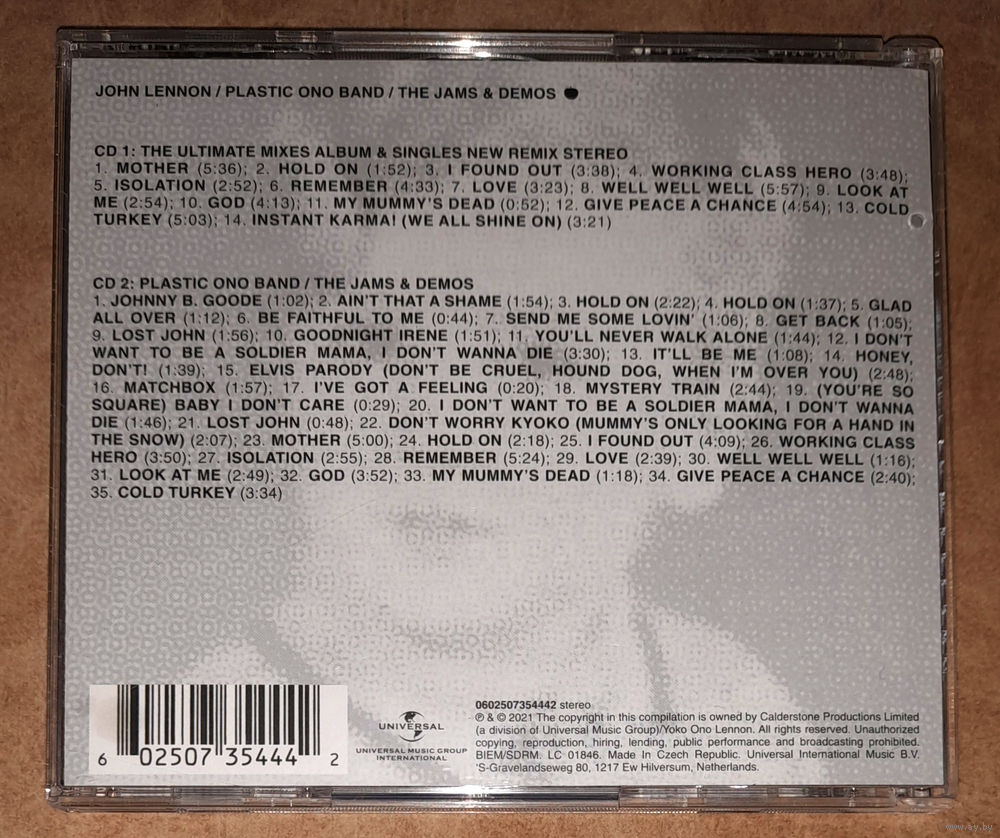 JOHN LENNON / PLASTIC ONO BAND / THE JAMS & DEMOS
CD 1: THE ULTIMATE MIXES ALBUM & SINGLES NEW REMIX STEREO
1. MOTHER (5:36); 2. HOLD ON (1:52); 3. I FOUND OUT (3:38); 4. WORKING CLASS HERO (3:48);
5. ISOLATION (2:52); 6. REMEMBER (4:33); 7. LOVE (3:23); 8. WELL WELL WELL (5:57); 9. LOOK AT
ME (2:54); 10. GOD (4:13); 11. MY MUMMY'S DEAD (0:52); 12. GIVE PEACE A CHANCE (4:54); 13. COLD
TURKEY (5:03); 14. INSTANT KARMA! (WE ALL SHINE ON) (3:21)
CD 2: PLASTIC ONO BAND / THE JAMS & DEMOS
1. JOHNNY B. GOODE (1:02); 2. AIN'T THAT A SHAME (1:54); 3. HOLD ON (2:22); 4. HOLD ON (1:37); 5. GLAD
ALL OVER (1:12); 6. BE FAITHFUL TO ME (0:44); 7. SEND ME SOME LOVIN' (1:06); 8. GET BACK (1:05);
9. LOST JOHN (1:56); 10. GOODNIGHT IRENE (1:51); 11. YOU'LL NEVER WALK ALONE (1:44); 12. I DON'T
WANT TO BE A SOLDIER MAMA, I DON'T WANNA DIE (3:30); 13. IT'LL BE ME (1:08); 14. HONEY,
DON'T! (1:39); 15. ELVIS PARODY (DON'T BE CRUEL, HOUND DOG, WHEN I'M OVER YOU) (2:48);
16. MATCHBOX (1:57); 17. I'VE GOT A FEELING (0:20); 18. MYSTERY TRAIN (2:44); 19. (YOU'RE SO
SQUARE) BABY I DON'T CARE (0:29); 20. I DON'T WANT TO BE A SOLDIER MAMA, I DON'T WANNA
DIE (1:46); 21. LOST JOHN (0:48); 22. DON'T WORRY KYOKO (MUMMY'S ONLY LOOKING FOR A HAND IN
THE SNOW) (2:07); 23. MOTHER (5:00); 24. HOLD ON (2:18); 25. I FOUND OUT (4:09); 26. WORKING CLASS
HERO (3:50); 27. ISOLATION (2:55); 28. REMEMBER (5:24); 29. LOVE (2:39); 30. WELL WELL WELL (1:16);
31. LOOK AT ME (2:49); 32. GOD (3:52); 33. MY MUMMY'S DEAD (1:18); 34. GIVE PEACE A CHANCE (2:40);
35. COLD TURKEY (3:34)
6 02507 35444 2
UNIVERSAL
UNIVERSAL MUSIC GROUP
INTERNATIONAL
0602507354442 stereo
℗ & © 2021 The copyright in this compilation is owned by Calderstone Productions Limited
(a division of Universal Music Group)/Yoko Ono Lennon. All rights reserved. Unauthorized
copying, reproduction, hiring, lending, public performance and broadcasting prohibited.
BIEM/SDRM. LC 01846. Made In Czech Republic. Universal International Music B.V.
'S-Gravelandseweg 80, 1217 Ew Hilversum, Netherlands.
www.ay.by